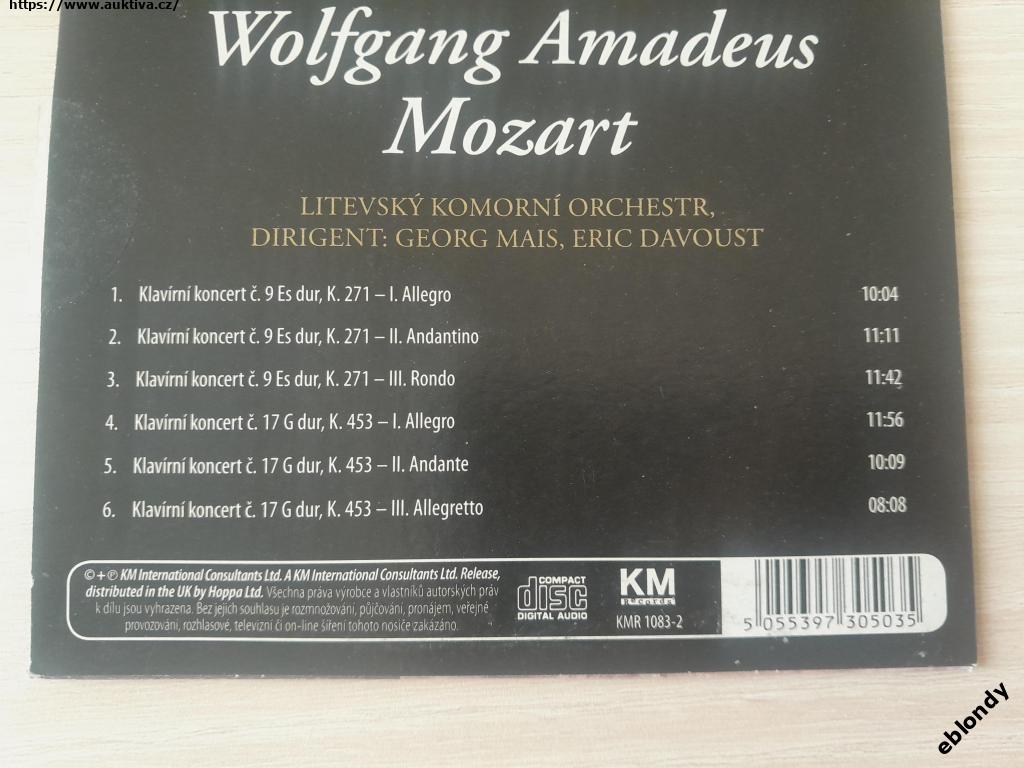 https://www.auktiva.cz/
Wolfgang Amadeus
Mozart
LITEVSKÝ KOMORNÍ ORCHESTR,
DIRIGENT: GEORG MAIS, ERIC DAVOUST
1. Klavírní koncert č. 9 Es dur, K. 271 – I. Allegro 10:04
2. Klavírní koncert č. 9 Es dur, K. 271 – II. Andantino 11:11
3. Klavírní koncert č. 9 Es dur, K. 271 – III. Rondo 11:42
4. Klavírní koncert č. 17 G dur, K. 453 – I. Allegro 11:56
5. Klavírní koncert č. 17 G dur, K. 453 – II. Andante 10:09
6. Klavírní koncert č. 17 G dur, K. 453 – III. Allegretto 08:08
© + ℗ KM International Consultants Ltd. A KM International Consultants Ltd. Release,
distributed in the UK by Hoppa Ltd. Všechna práva výrobce a vlastníků autorských práv
k dílu jsou vyhrazena. Bez jejich souhlasu je rozmnožování, půjčování, pronájem, veřejné
provozování, rozhlasové, televizní či on-line šíření tohoto nosiče zakázáno.
COMPACT
disc
DIGITAL AUDIO
KM
Records
KMR 1083-2
5 055397 305035
eblondy